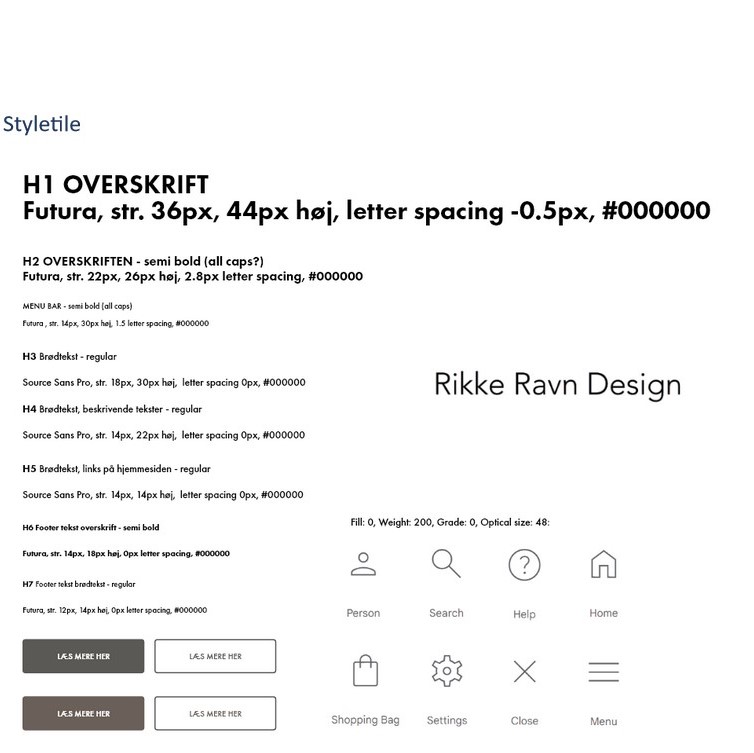 Styletile
H1 OVERSKRIFT
Futura, str. 36px, 44px høj, letter spacing -0.5px, #000000
H2 OVERSKRIFTEN - semi bold (all caps?)
Futura, str. 22px, 26px høj, 2.8px letter spacing, #000000
MENU BAR - semi bold (all caps)
Futura , str. 14px, 30px høj, 1.5 letter spacing, #000000
H3 Brødtekst - regular
Source Sans Pro, str. 18px, 30px høj, letter spacing 0px, #000000
H4 Brødtekst, beskrivende tekster - regular
Source Sans Pro, str. 14px, 22px høj, letter spacing 0px, #000000
H5 Brødtekst, links på hjemmesiden - regular
Source Sans Pro, str. 14px, 14px høj, letter spacing 0px, #000000
H6 Footer tekst overskrift - semi bold
Futura, str. 14px, 18px høj, 0px letter spacing, #000000
H7 Footer tekst brødtekst - regular
Futura, str. 12px, 14px høj, 0px letter spacing, #000000
LÆS MERE HER
LÆS MERE HER
LÆS MERE HER
LÆS MERE HER
Rikke Ravn Design
Fill: 0, Weight: 200, Grade: 0, Optical size: 48:
Person
Search
Help
Home
Shopping Bag
Settings
Close
Menu